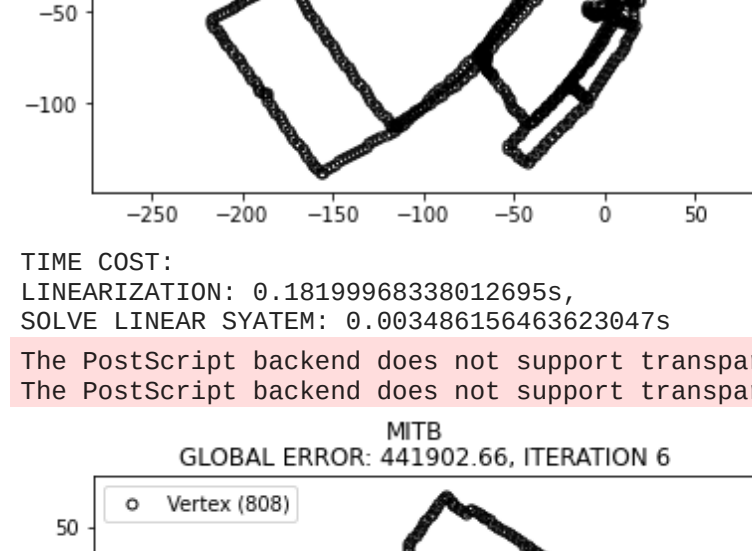 −50
−100
−250 −200 −150 −100 −50 0 50
TIME COST:
LINEARIZATION: 0.18199968338012695s,
SOLVE LINEAR SYATEM: 0.003486156463623047s
The PostScript backend does not support
The PostScript backend does not support
MITB
GLOBAL ERROR: 441902.66, ITERATION 6
Vertex (808)
50